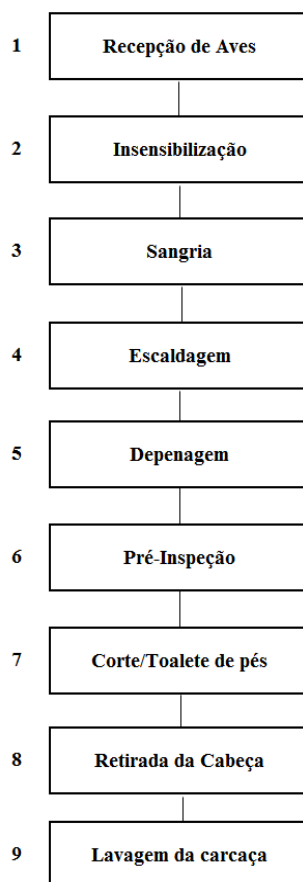 1 Recepção de Aves
2 Insensibilização
3 Sangria
4 Escaldagem
5 Depenagem
6 Pré-Inspeção
7 Corte/Toalete de pés
8 Retirada da Cabeça
9 Lavagem da carcaça